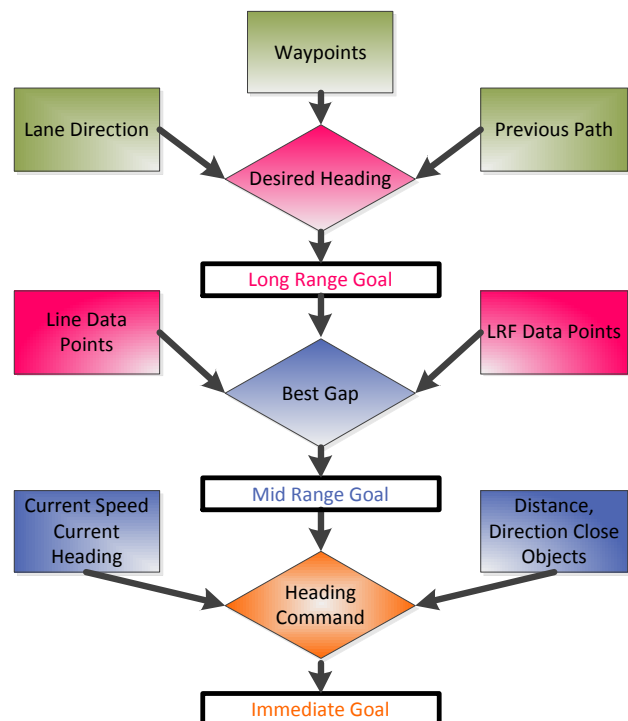 Waypoints
Lane Direction
Previous Path
Desired Heading
Long Range Goal
Line Data
Points
LRF Data Points
Best Gap
Mid Range Goal
Current Speed
Current
Heading
Distance,
Direction Close
Objects
Heading
Command
Immediate Goal